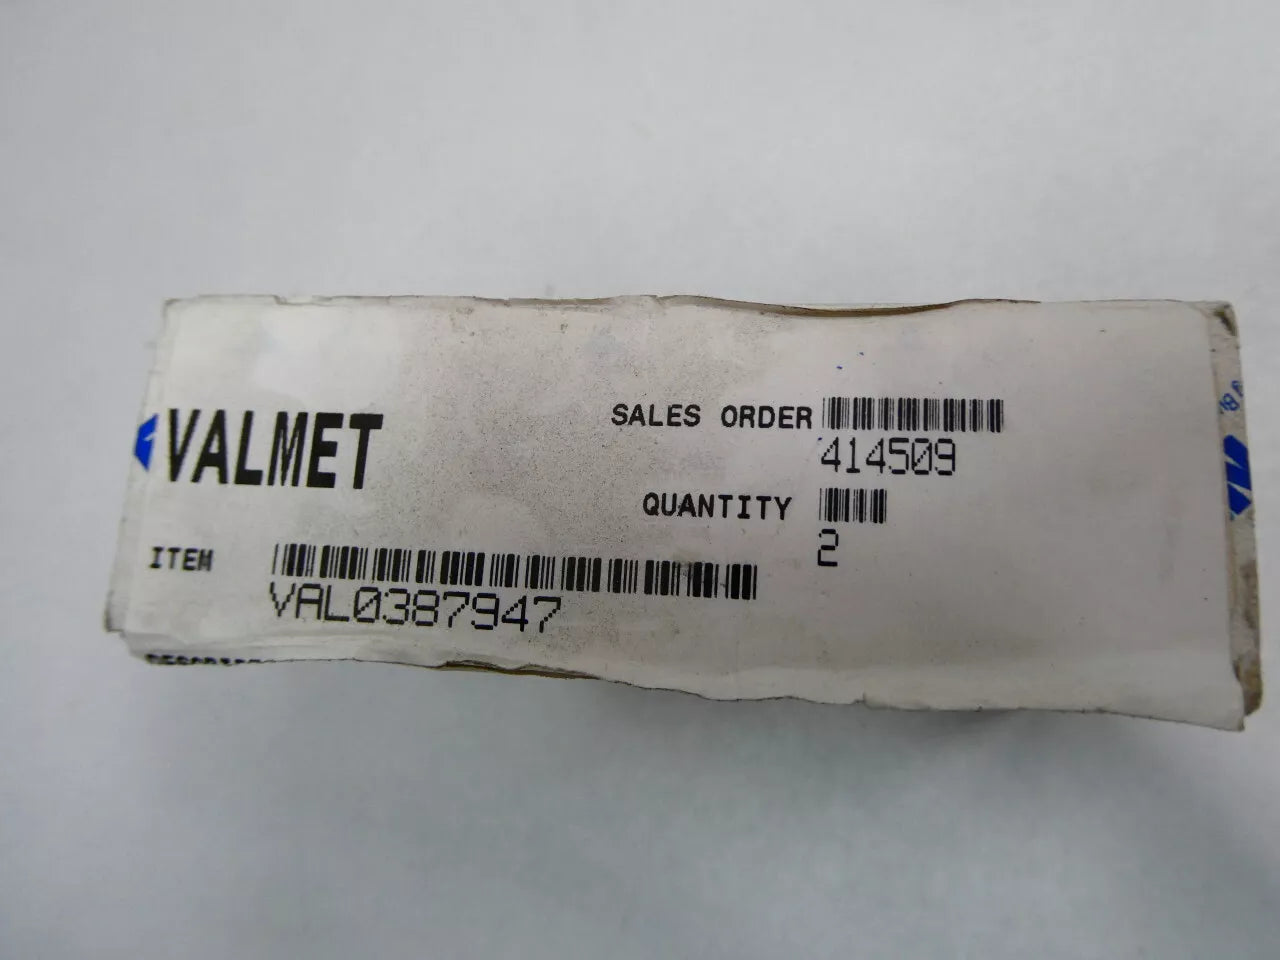 VALMET
SALES ORDER
414509
QUANTITY
2
ITEM
VAL0387947